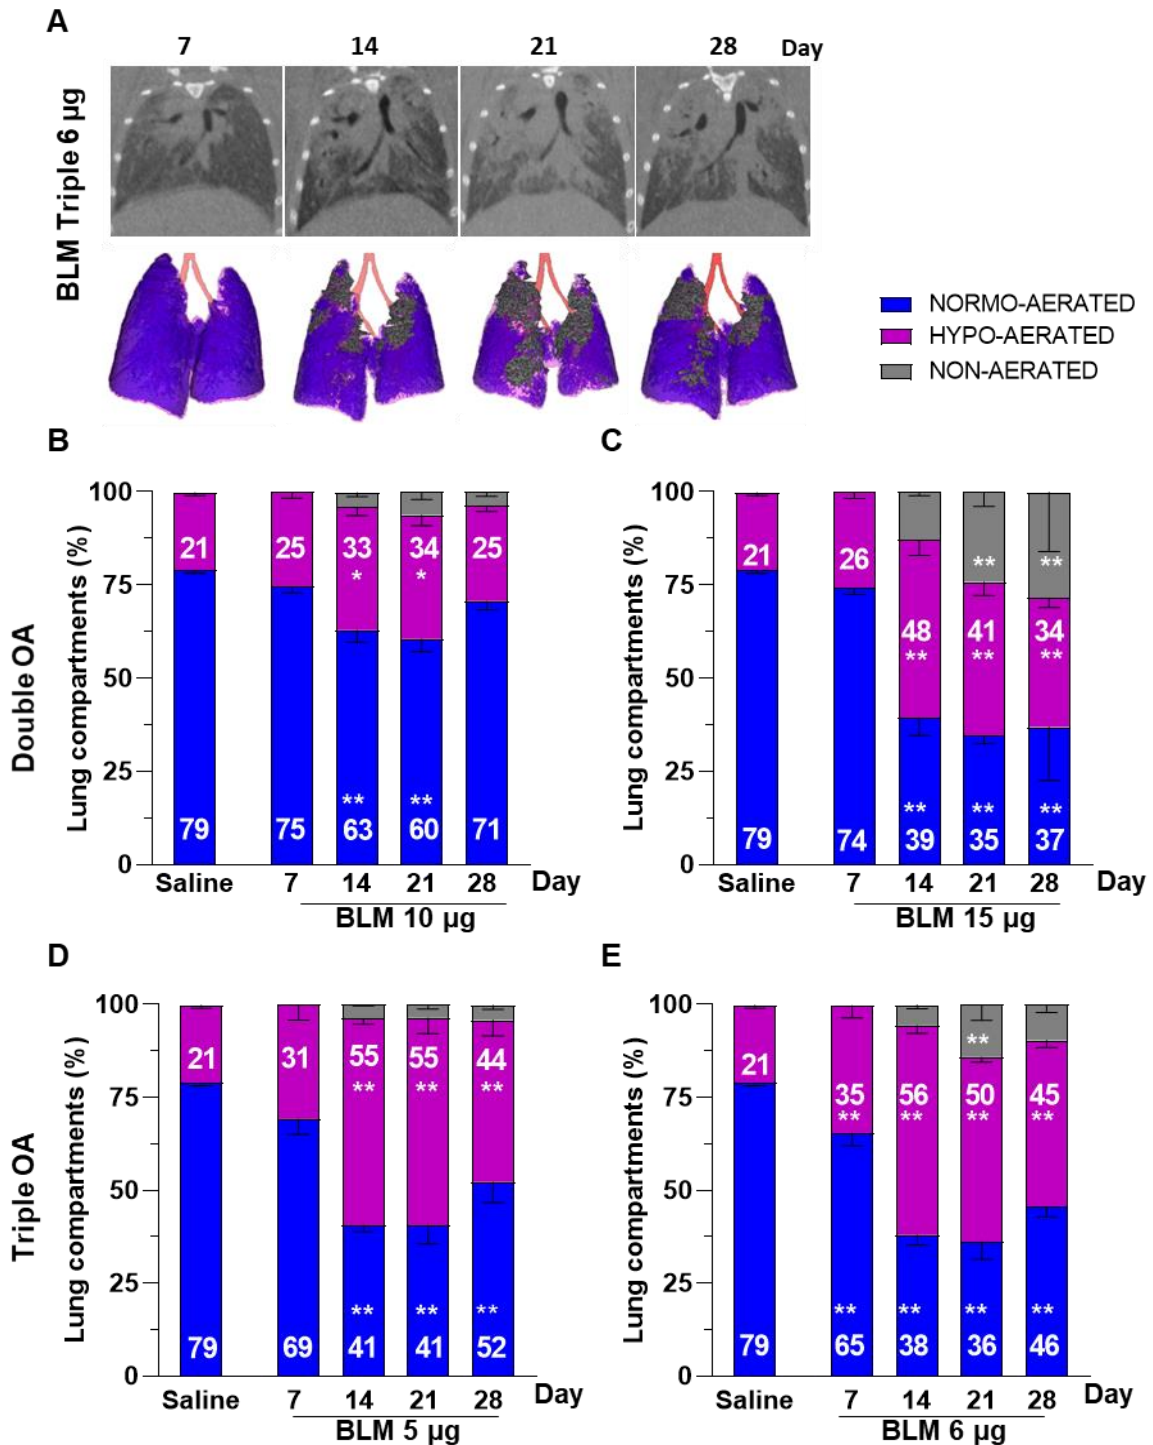 A
7 14 21 28 Day
BLM Triple 6 µg
NORMO-AERATED
HYPO-AERATED
NON-AERATED
Double OA
B
Lung compartments (%)
100
75
50
25
0
21 25 33 34 25
* *
** **
79 75 63 60 71
Saline 7 14 21 28 Day
BLM 10 µg
C
Lung compartments (%)
100
75
50
25
0
** **
21 26 48 41 34
** ** **
** ** **
79 74 39 35 37
Saline 7 14 21 28 Day
BLM 15 µg
Triple OA
D
Lung compartments (%)
100
75
50
25
0
21 31 55 55 44
** ** **
** ** **
79 69 41 41 52
Saline 7 14 21 28 Day
BLM 5 µg
E
Lung compartments (%)
100
75
50
25
0
**
21 35 56 50 45
** ** ** **
** ** ** **
79 65 38 36 46
Saline 7 14 21 28 Day
BLM 6 µg